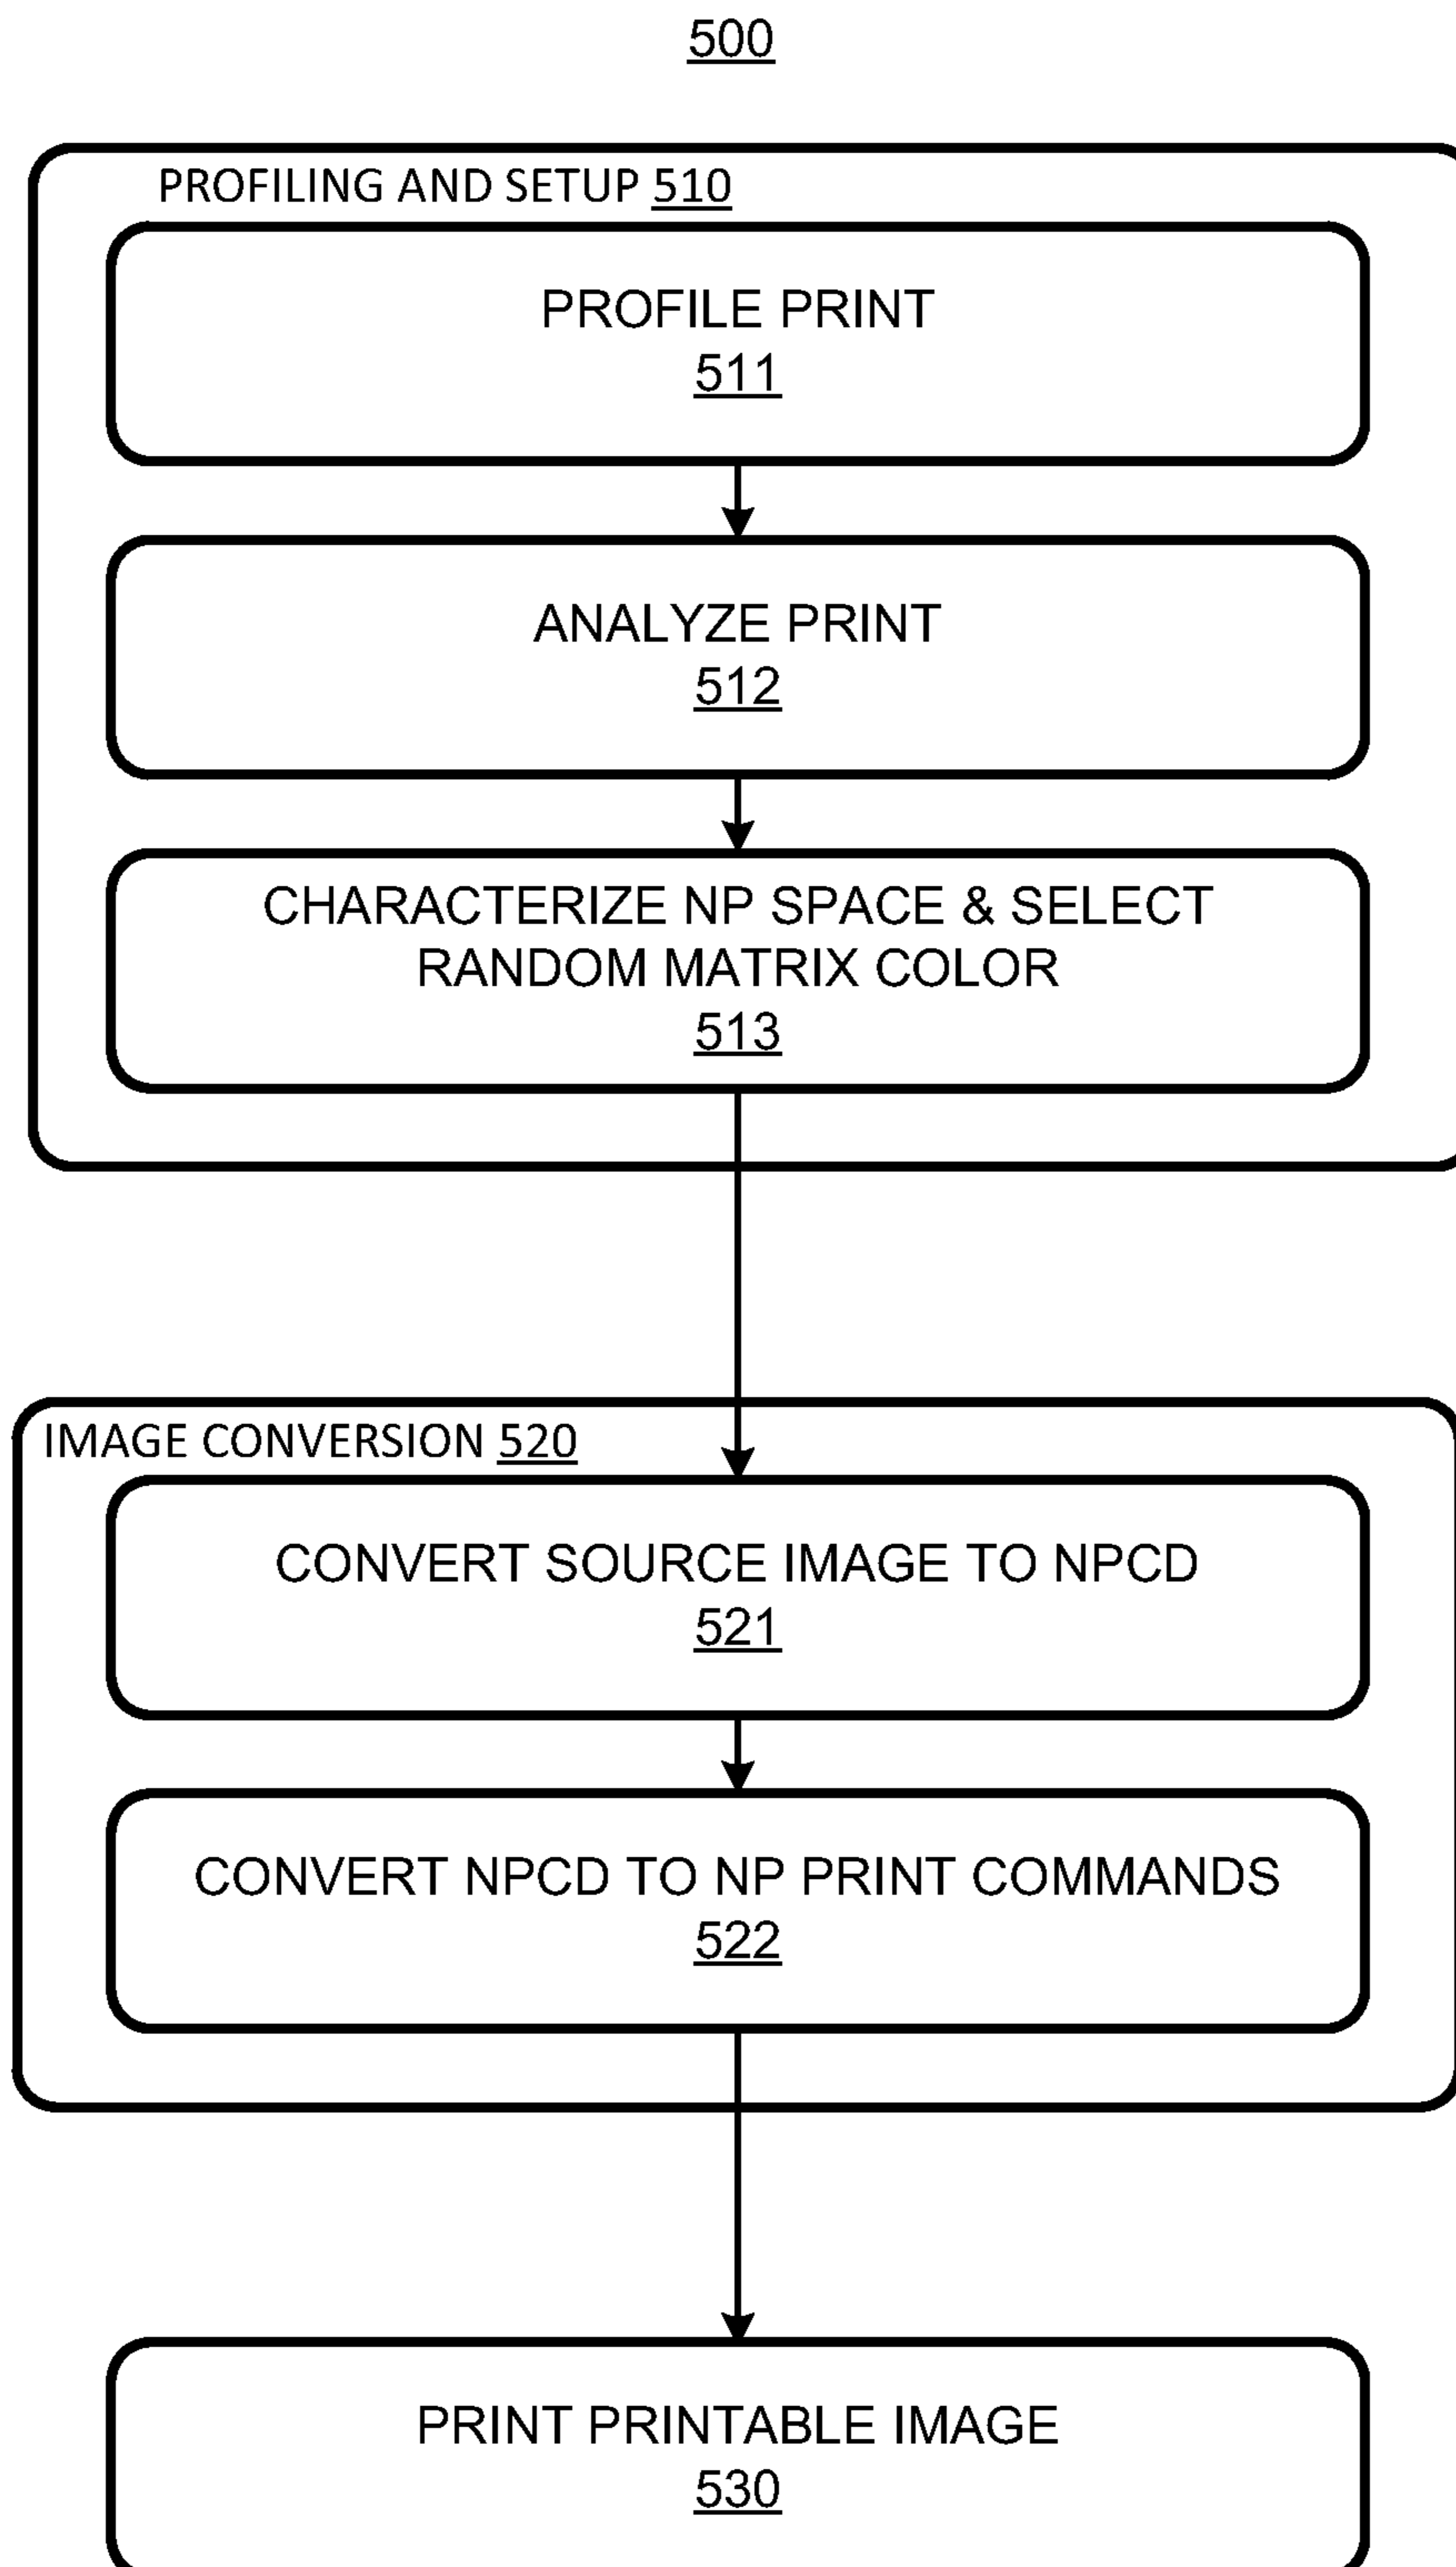 500
PROFILING AND SETUP 510
PROFILE PRINT
511
ANALYZE PRINT
512
CHARACTERIZE NP SPACE & SELECT
RANDOM MATRIX COLOR
513
IMAGE CONVERSION 520
CONVERT SOURCE IMAGE TO NPCD
521
CONVERT NPCD TO NP PRINT COMMANDS
522
PRINT PRINTABLE IMAGE
530